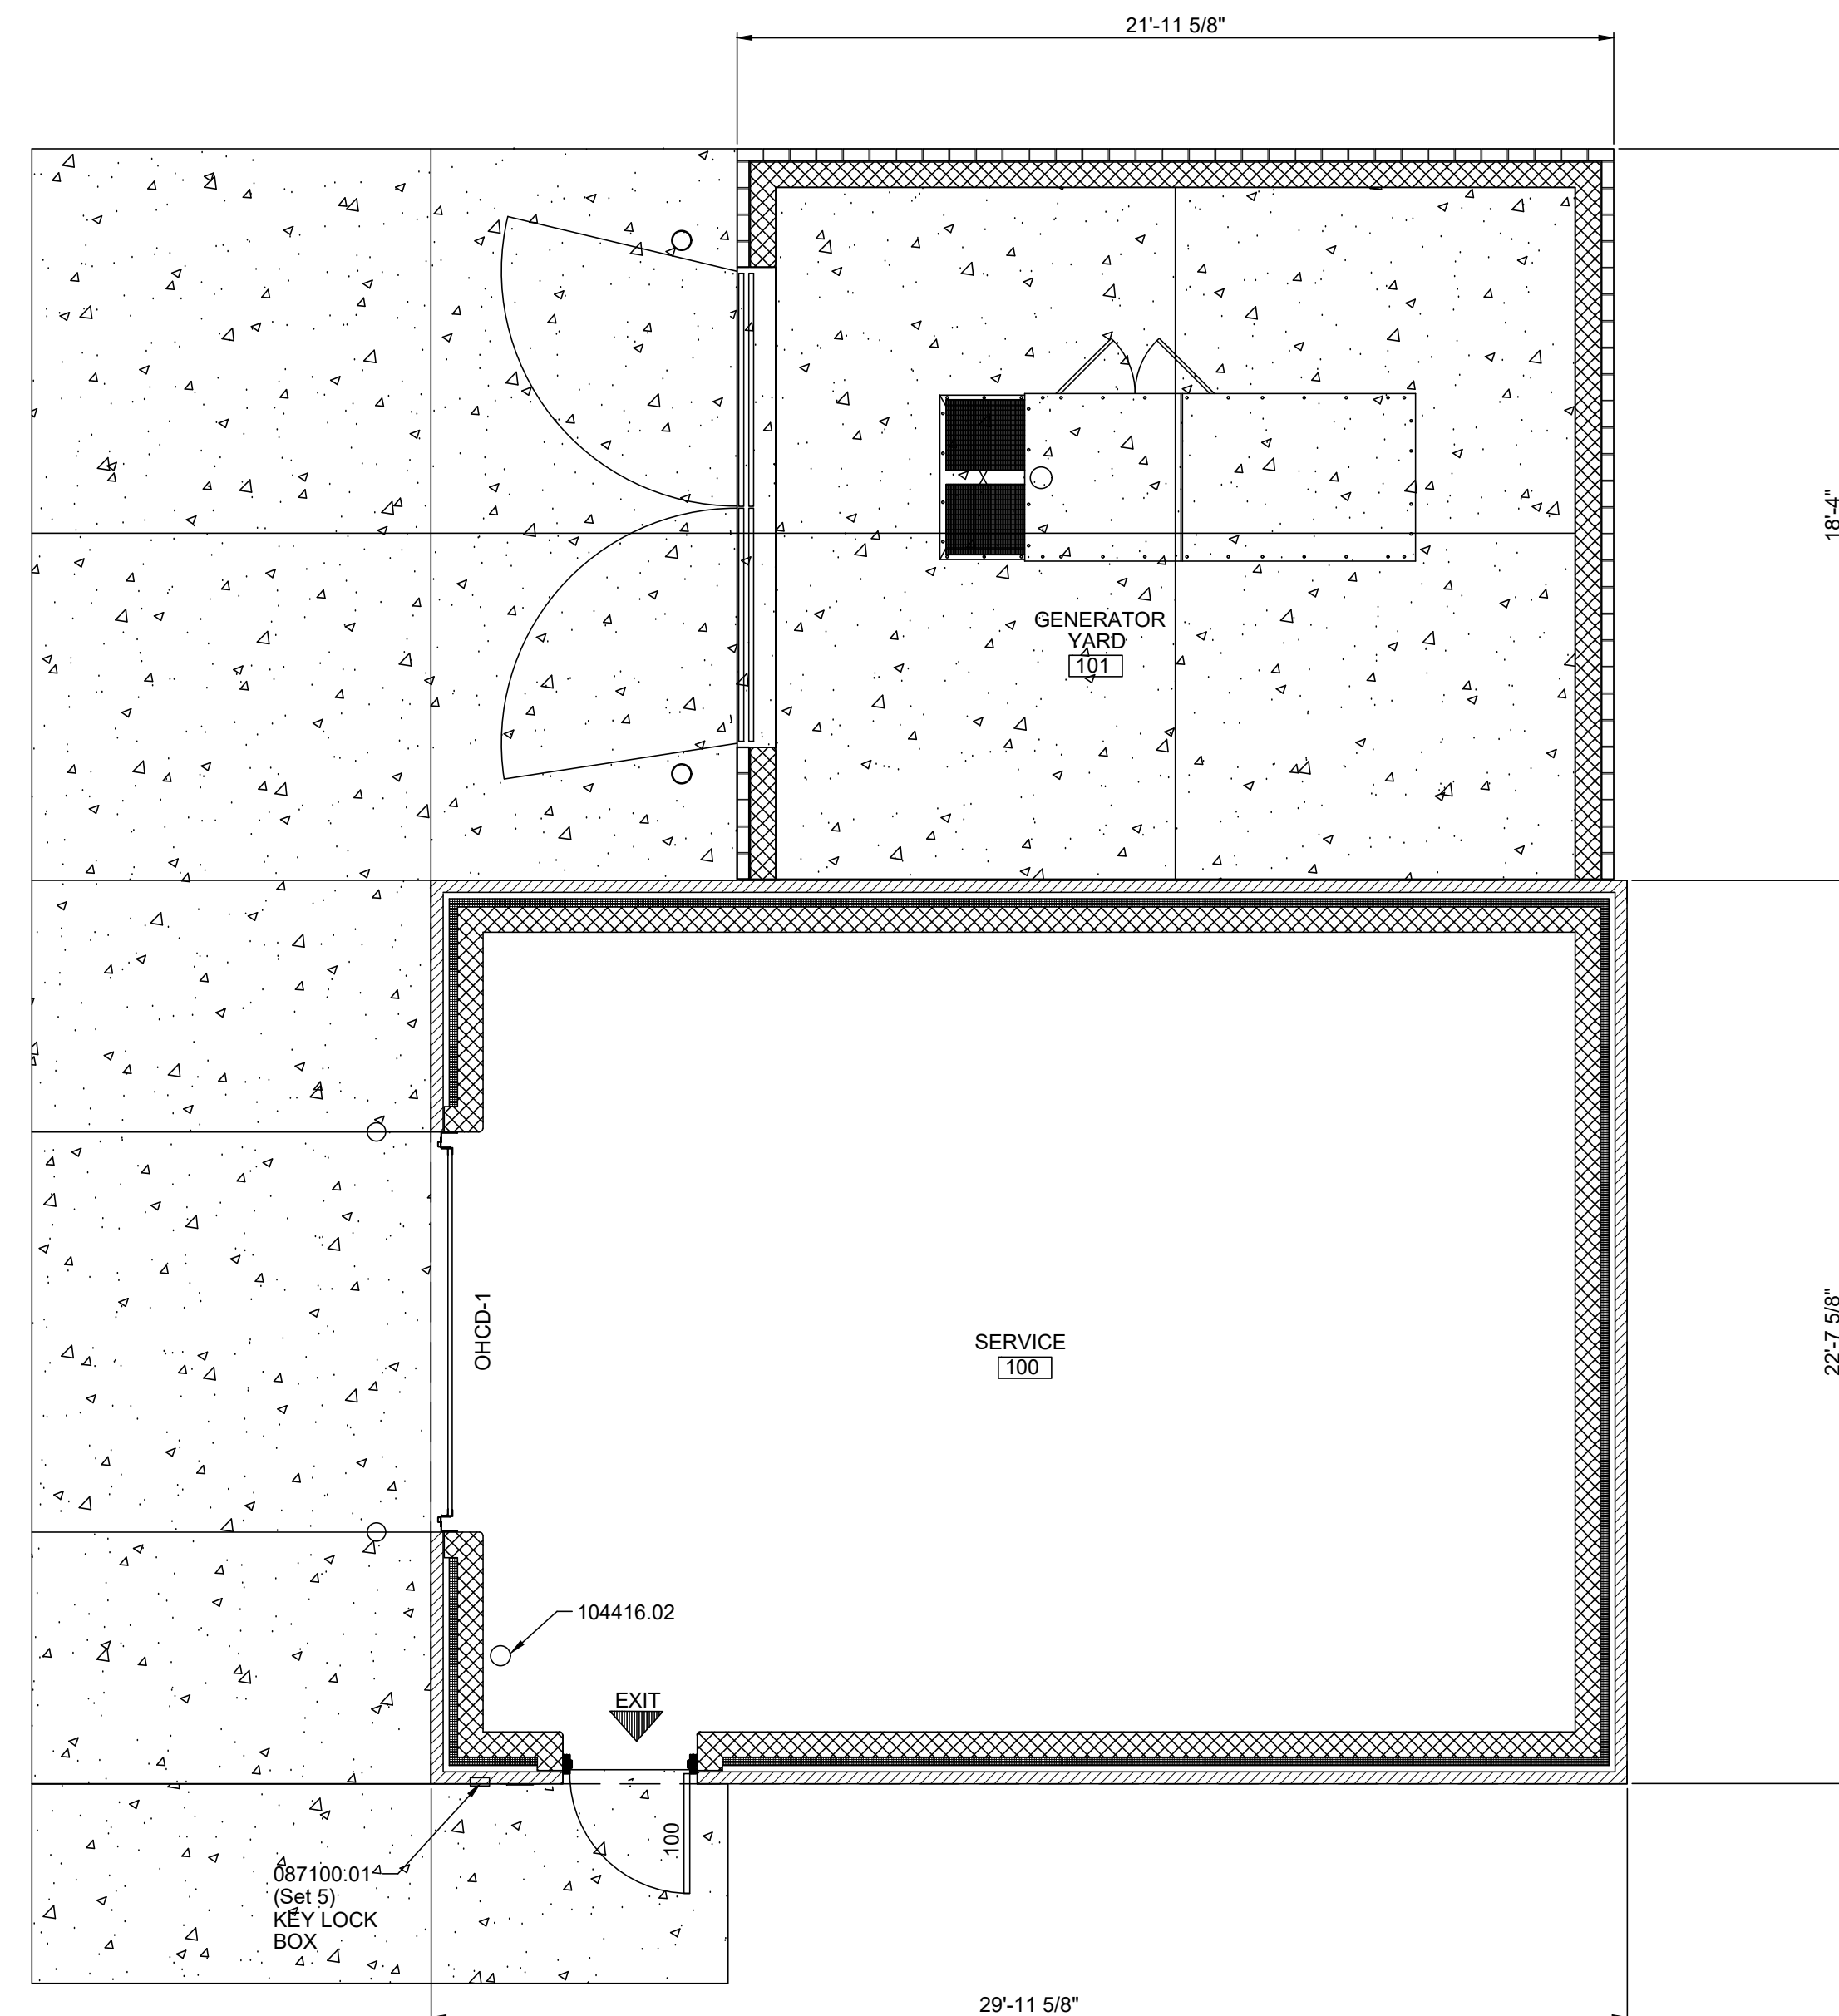 21'-11 5/8"
18'-4"
GENERATOR
YARD
101
OHCD-1
SERVICE
100
22'-7 5/8"
104416.02
EXIT
100
087100.01
(Set 5)
KEY LOCK
BOX
29'-11 5/8"